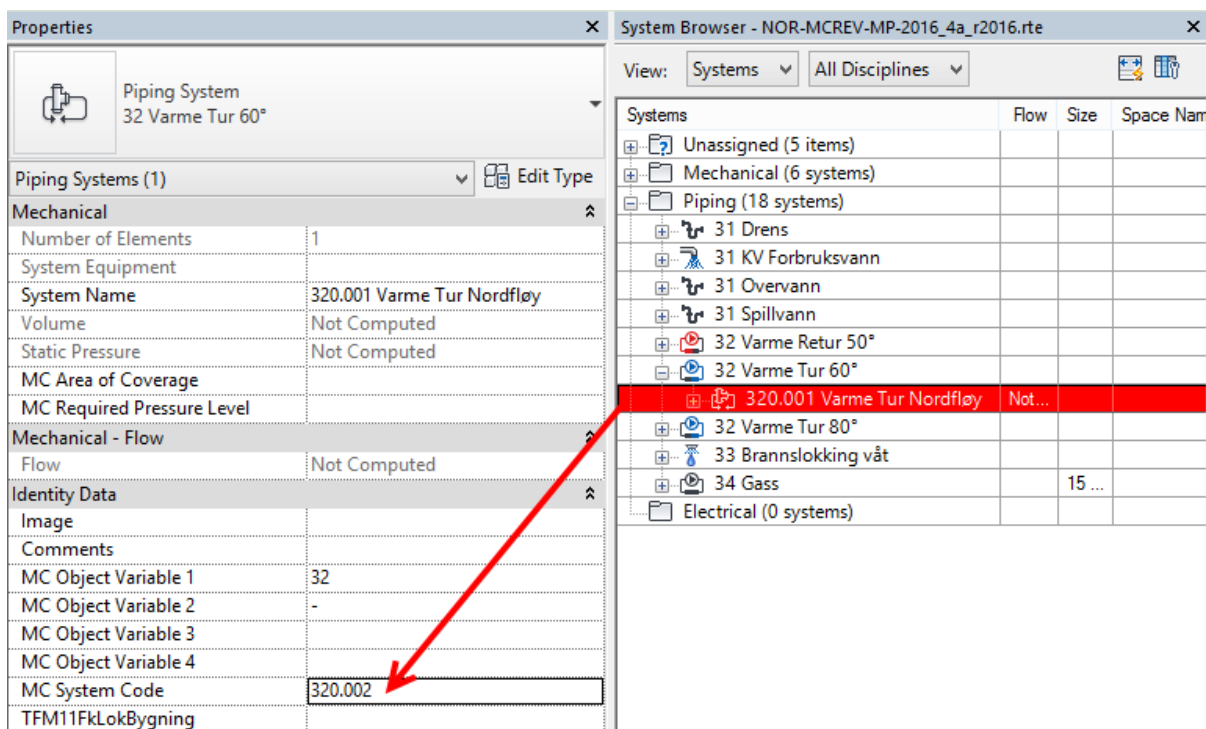 Properties
Piping System
32 Varme Tur 60°
Piping Systems (1)
Edit Type
Mechanical
Number of Elements 1
System Equipment
System Name 320.001 Varme Tur Nordfløy
Volume Not Computed
Static Pressure Not Computed
MC Area of Coverage
MC Required Pressure Level
Mechanical - Flow
Flow Not Computed
Identity Data
Image
Comments
MC Object Variable 1 32
MC Object Variable 2 -
MC Object Variable 3
MC Object Variable 4
MC System Code 320.002
TFM11FkLokBygning
System Browser - NOR-MCREV-MP-2016_4a_r2016.rte
View: Systems All Disciplines
Systems Flow Size Space Nam
Unassigned (5 items)
Mechanical (6 systems)
Piping (18 systems)
31 Drens
31 KV Forbruksvann
31 Overvann
31 Spillvann
32 Varme Retur 50°
32 Varme Tur 60°
320.001 Varme Tur Nordfløy Not...
32 Varme Tur 80°
33 Brannslokking våt
34 Gass 15 ...
Electrical (0 systems)